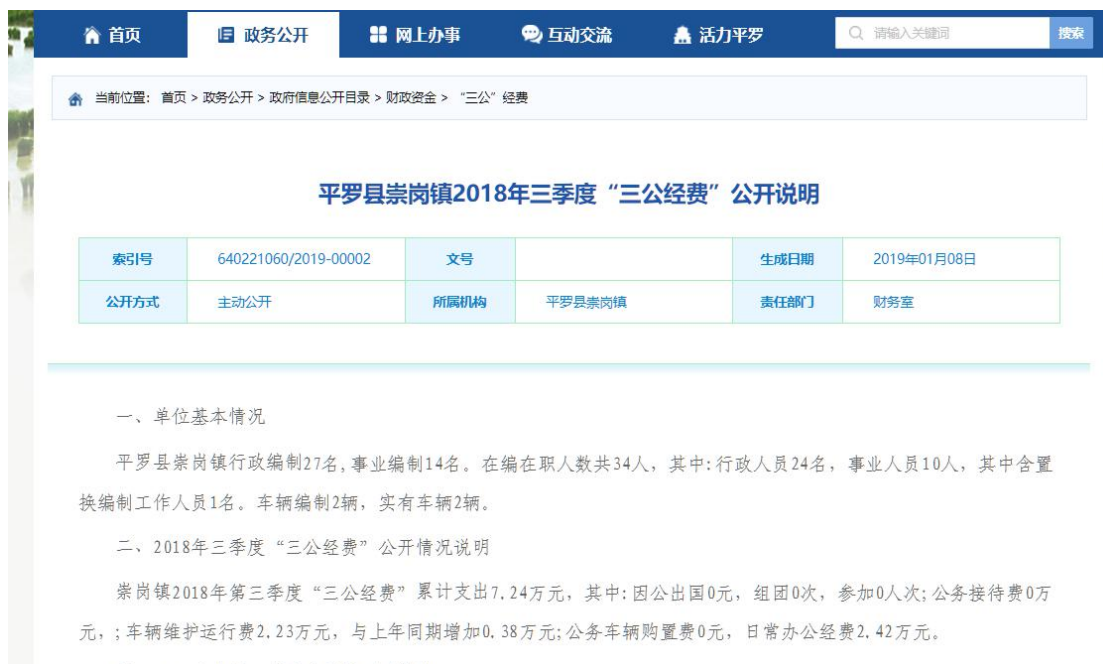 首页 政务公开 网上办事 互动交流 活力平罗 请输入关键词 搜索
当前位置： 首页 > 政务公开 > 政府信息公开目录 > 财政资金 > “三公”经费
平罗县崇岗镇2018年三季度“三公经费”公开说明
索引号 640221060/2019-00002 文号 生成日期 2019年01月08日
公开方式 主动公开 所属机构 平罗县崇岗镇 责任部门 财务室
一、单位基本情况
平罗县崇岗镇行政编制27名,事业编制14名。在编在职人数共34人，其中:行政人员24名，事业人员10人，其中含置
换编制工作人员1名。车辆编制2辆，实有车辆2辆。
二、2018年三季度“三公经费”公开情况说明
崇岗镇2018年第三季度“三公经费”累计支出7.24万元，其中:因公出国0元，组团0次，参加0人次;公务接待费0万
元，;车辆维护运行费2.23万元，与上年同期增加0.38万元;公务车辆购置费0元，日常办公经费2.42万元。